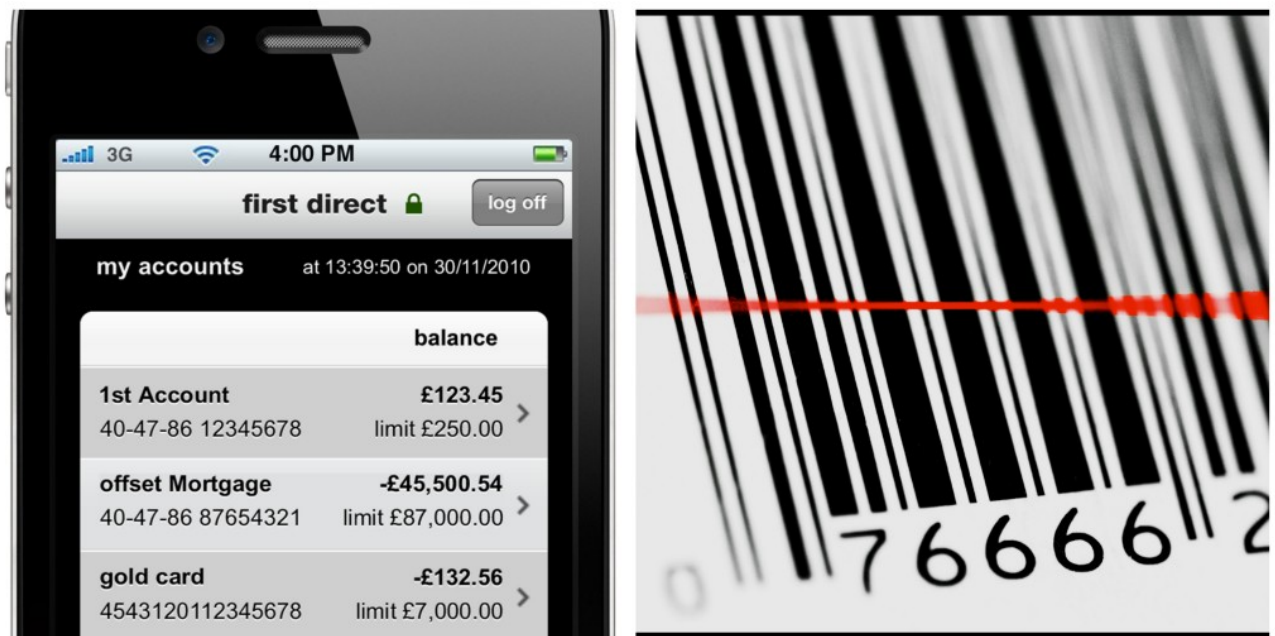 3G 4:00 PM
first direct log off
my accounts at 13:39:50 on 30/11/2010
balance
1st Account £123.45
40-47-86 12345678 limit £250.00
offset Mortgage -£45,500.54
40-47-86 87654321 limit £87,000.00
gold card -£132.56
4543120112345678 limit £7,000.00
0 76666 2